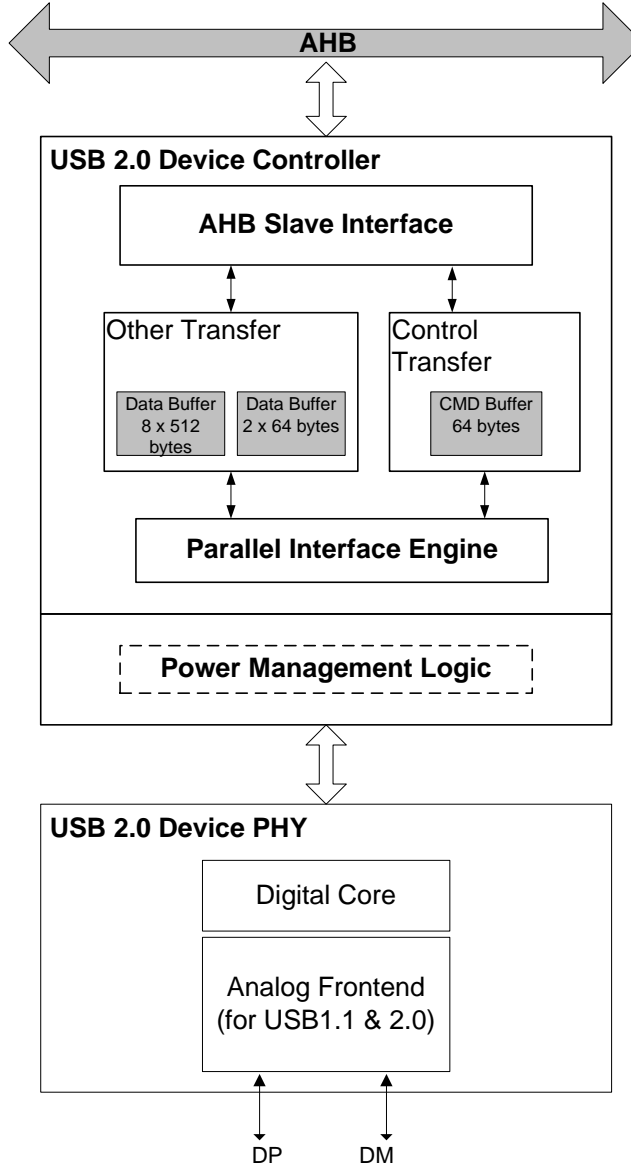 AHB
USB 2.0 Device Controller
AHB Slave Interface
Other Transfer
Control
Transfer
Data Buffer
8 x 512
bytes
Data Buffer
2 x 64 bytes
CMD Buffer
64 bytes
Parallel Interface Engine
Power Management Logic
USB 2.0 Device PHY
Digital Core
Analog Frontend
(for USB1.1 & 2.0)
DP
DM